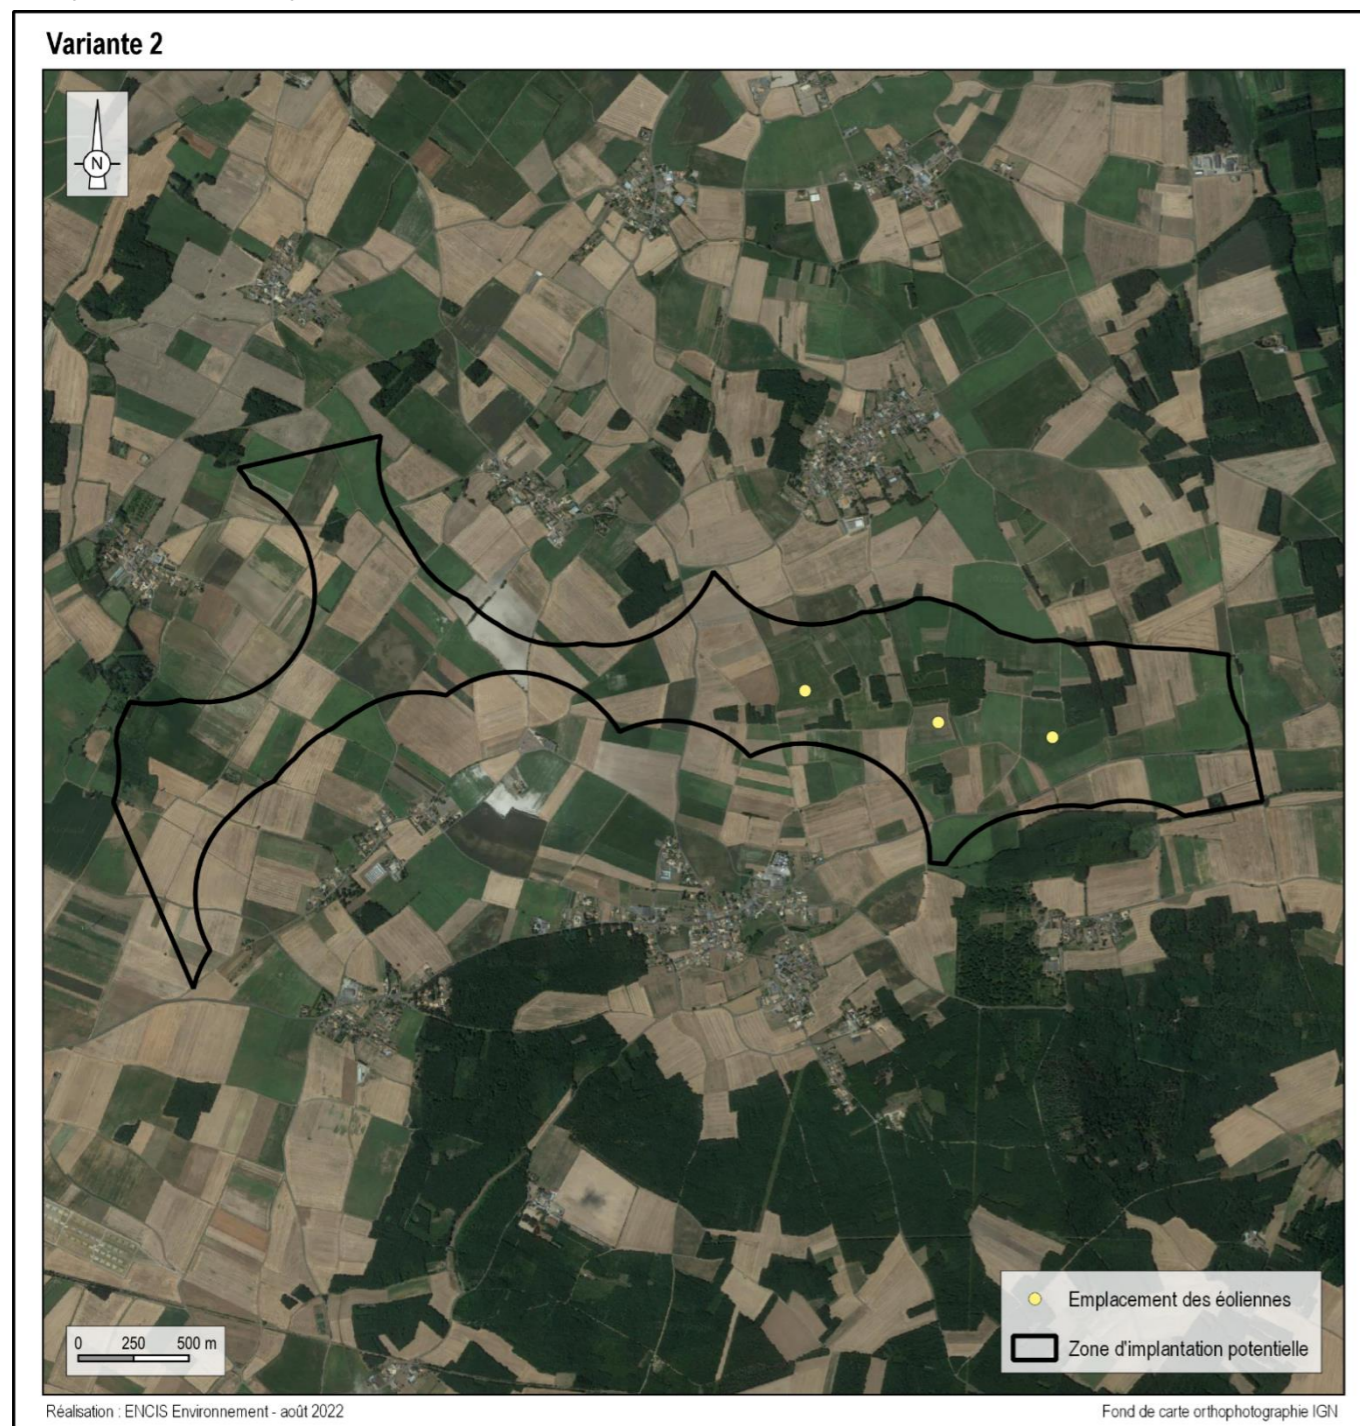 Variante 2
N
Emplacement des éoliennes
Zone d'implantation potentielle
0 250 500 m
Réalisation : ENCIS Environnement - août 2022
Fond de carte orthophotographie IGN